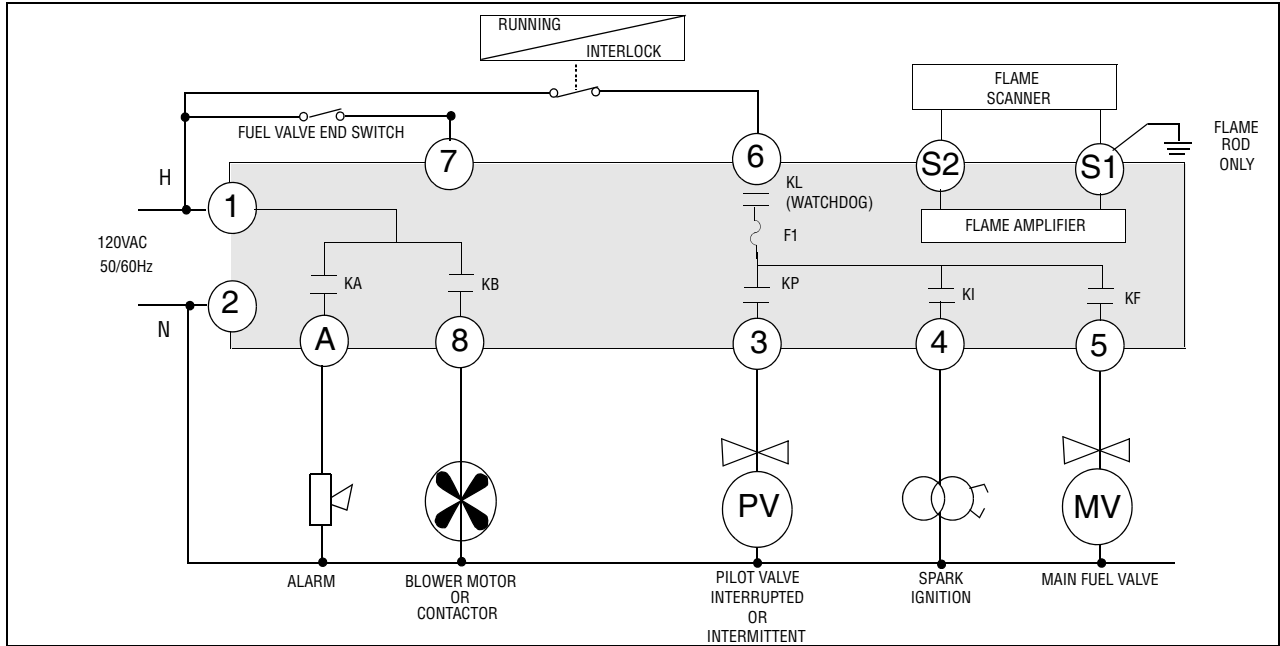 RUNNING
INTERLOCK
FLAME
SCANNER
FLAME
ROD
ONLY
FUEL VALVE END SWITCH
7
6
S2
S1
H
1
KL
(WATCHDOG)
F1
FLAME AMPLIFIER
120VAC
50/60Hz
KA
KB
KP
KI
KF
2
N
A
8
3
4
5
PV
MV
ALARM
BLOWER MOTOR
OR
CONTACTOR
PILOT VALVE
INTERRUPTED
OR
INTERMITTENT
SPARK
IGNITION
MAIN FUEL VALVE